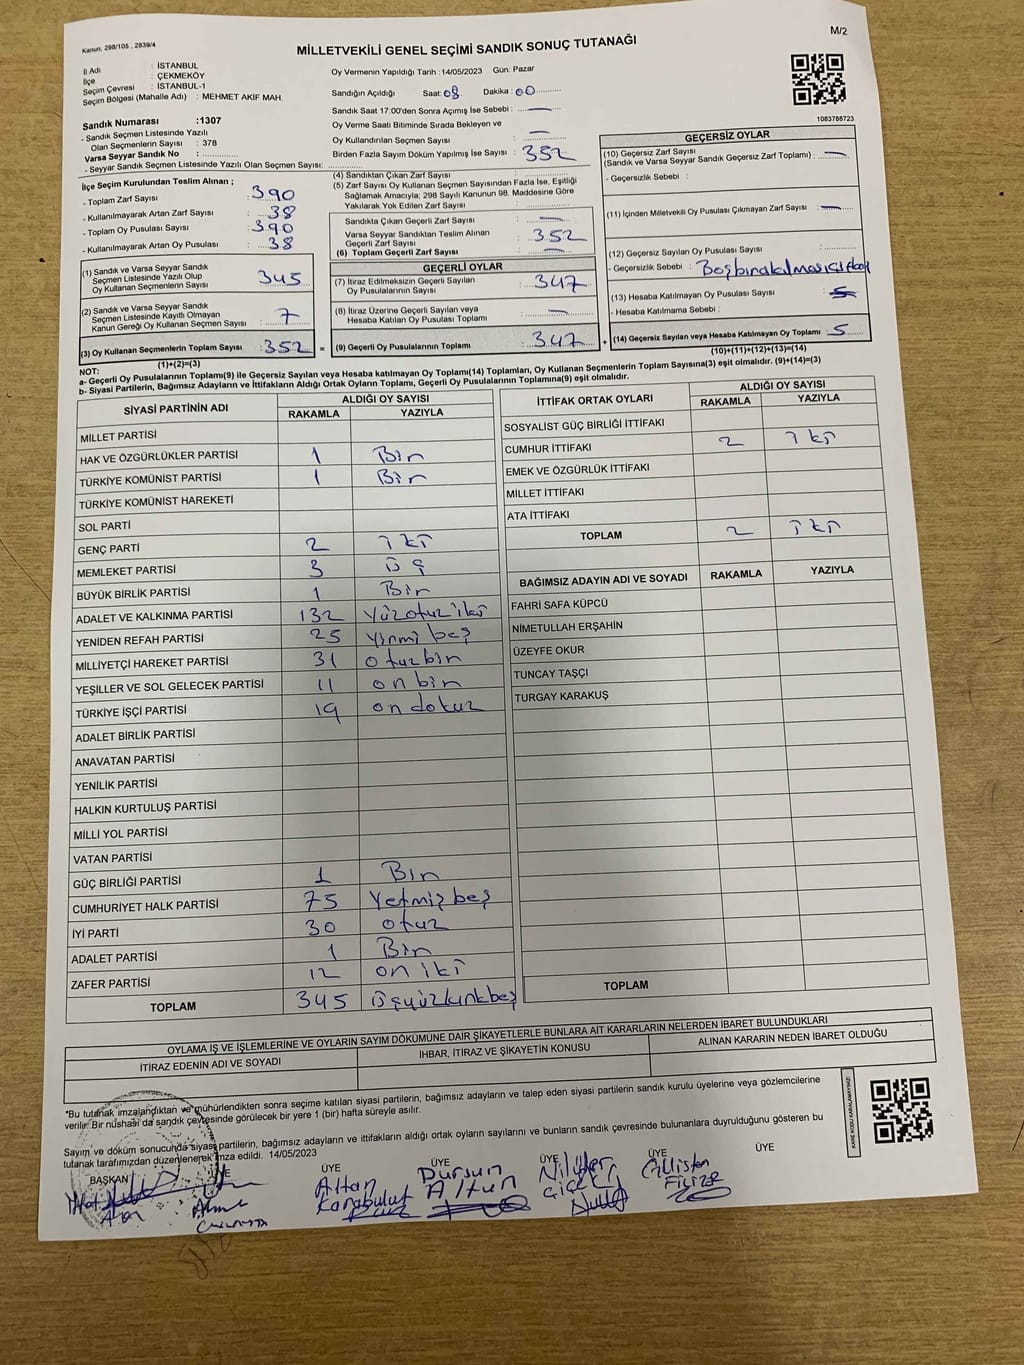 Kanun, 298/105 , 2839/4
M/2
MİLLETVEKİLİ GENEL SEÇİMİ SANDIK SONUÇ TUTANAĞI
İl Adı : İSTANBUL
İlçe : ÇEKMEKÖY
Seçim Çevresi : İSTANBUL-1
Seçim Bölgesi (Mahalle Adı) : MEHMET AKIF MAH.
Sandık Numarası :1307
- Sandık Seçmen Listesinde Yazılı
Olan Seçmenlerin Sayısı : 378
Varsa Seyyar Sandık No :
- Seyyar Sandık Seçmen Listesinde Yazılı Olan Seçmen Sayısı:
Oy Vermenin Yapıldığı Tarih :14/05/2023 Gün: Pazar
Sandığın Açıldığı Saat: 08 Dakika : 00
Sandık Saat 17:00'den Sonra Açımış İse Sebebi : —
Oy Verme Saati Bitiminde Sırada Bekleyen ve
Oy Kullandırılan Seçmen Sayısı : —
Birden Fazla Sayım Döküm Yapılmış İse Sayısı : 352
1083788723
İlçe Seçim Kurulundan Teslim Alınan ;
- Toplam Zarf Sayısı : 390
- Kullanılmayarak Artan Zarf Sayısı : 38
- Toplam Oy Pusulası Sayısı : 390
- Kullanılmayarak Artan Oy Pusulası : 38
(4) Sandıktan Çıkan Zarf Sayısı :
(5) Zarf Sayısı Oy Kullanan Seçmen Sayısından Fazla İse, Eşitliği
Sağlamak Amacıyla; 298 Sayılı Kanunun 98. Maddesine Göre
Yakılarak Yok Edilen Zarf Sayısı :
Sandıkta Çıkan Geçerli Zarf Sayısı : —
Varsa Seyyar Sandıktan Teslim Alınan
Geçerli Zarf Sayısı : 352
(6) Toplam Geçerli Zarf Sayısı : —
GEÇERSİZ OYLAR
(10) Geçersiz Zarf Sayısı
(Sandık ve Varsa Seyyar Sandık Geçersiz Zarf Toplamı) : —
- Geçersizlik Sebebi :
(11) İçinden Milletvekili Oy Pusulası Çıkmayan Zarf Sayısı : —
(12) Geçersiz Sayılan Oy Pusulası Sayısı :
- Geçersizlik Sebebi :
(13) Hesaba Katılmayan Oy Pusulası Sayısı : 5
- Hesaba Katılmama Sebebi :
(14) Geçersiz Sayılan veya Hesaba Katılmayan Oy Toplamı : 5
(10)+(11)+(12)+(13)=(14)
(1) Sandık ve Varsa Seyyar Sandık
Seçmen Listesinde Yazılı Olup
Oy Kullanan Seçmenlerin Sayısı : 345
(2) Sandık ve Varsa Seyyar Sandık
Seçmen Listesinde Kayıtlı Olmayan
Kanun Gereği Oy Kullanan Seçmen Sayısı : 7
(3) Oy Kullanan Seçmenlerin Toplam Sayısı : 352 =
(1)+(2)=(3)
GEÇERLİ OYLAR
(7) İtiraz Edilmeksizin Geçerli Sayılan
Oy Pusulalarının Sayısı : 347
(8) İtiraz Üzerine Geçerli Sayılan veya
Hesaba Katılan Oy Pusulası Toplamı : —
(9) Geçerli Oy Pusulalarının Toplamı : 347 +
NOT:
a- Geçerli Oy Pusulaları Toplamı(9) ile Geçersiz Sayılan veya Hesaba Katılmayan Oy Pusulası Toplamı(14) Toplamları, Oy Kullanan Seçmenlerin Toplam Sayısına(3) eşit olmalıdır. (9)+(14)=(3)
b- Siyasi Partilerin, Bağımsız Adayların ve İttifakların Aldığı Ortak Oyların Toplamı, Geçerli Oy Pusulalarının Toplamına(9) eşit olmalıdır.
SİYASİ PARTİNİN ADI ALDIĞI OY SAYISI
RAKAMLA YAZIYLA
MİLLET PARTİSİ
HAK VE ÖZGÜRLÜKLER PARTİSİ 1 Bir
TÜRKİYE KOMÜNİST PARTİSİ 1 Bir
TÜRKİYE KOMÜNİST HAREKETİ
SOL PARTİ
GENÇ PARTİ 2 iki
MEMLEKET PARTİSİ 3 üç
BÜYÜK BİRLİK PARTİSİ 1 Bir
ADALET VE KALKINMA PARTİSİ 132 yüzotuziki
YENİDEN REFAH PARTİSİ 25 yirmi beş
MİLLİYETÇİ HAREKET PARTİSİ 31 otuzbir
YEŞİLLER VE SOL GELECEK PARTİSİ 11 on bir
TÜRKİYE İŞÇİ PARTİSİ 19 on dokuz
ADALET BİRLİK PARTİSİ
ANAVATAN PARTİSİ
YENİLİK PARTİSİ
HALKIN KURTULUŞ PARTİSİ
MİLLİ YOL PARTİSİ
VATAN PARTİSİ
GÜÇ BİRLİĞİ PARTİSİ 1 Bir
CUMHURİYET HALK PARTİSİ 75 Yetmiş beş
İYİ PARTİ 30 otuz
ADALET PARTİSİ 1 Bir
ZAFER PARTİSİ 12 on iki
TOPLAM 345 üçyüzkırkbeş
İTTİFAK ORTAK OYLARI ALDIĞI OY SAYISI
RAKAMLA YAZIYLA
SOSYALİST GÜÇ BİRLİĞİ İTTİFAKI
CUMHUR İTTİFAKI 2 iki
EMEK VE ÖZGÜRLÜK İTTİFAKI
MİLLET İTTİFAKI
ATA İTTİFAKI
TOPLAM 2 iki
BAĞIMSIZ ADAYIN ADI VE SOYADI RAKAMLA YAZIYLA
FAHRİ SAFA KÜPCÜ
NİMETULLAH ERŞAHİN
ÜZEYFE OKUR
TUNCAY TAŞÇI
TURGAY KARAKUŞ
TOPLAM
OYLAMA İŞ VE İŞLEMLERİNE VE OYLARIN SAYIM DÖKÜMÜNE DAİR ŞİKAYETLERLE BUNLARA AİT KARARLARIN NELERDEN İBARET BULUNDUKLARI
İTİRAZ EDENİN ADI VE SOYADI İHBAR, İTİRAZ VE ŞİKAYETİN KONUSU ALINAN KARARIN NEDEN İBARET OLDUĞU
*Bu tutanak imzalandıktan ve mühürlendikten sonra seçime katılan siyasi partilerin, bağımsız adayların ve talep eden siyasi partilerin sandık kurulu üyelerine veya gözlemcilerine
verilir. Bir nüshası da sandık çevresinde görülecek bir yere 1 (bir) hafta süreyle asılır.
Sayım ve döküm sonucunda siyasi partilerin, bağımsız adayların ve ittifakların aldığı ortak oyların sayılarını ve bunların sandık çevresinde bulunanlara duyurulduğunu gösteren bu
tutanak tarafımızdan düzenlenerek imza edildi. 14/05/2023
KARE KODU KARALAMAYINIZ!
BAŞKAN ÜYE ÜYE ÜYE ÜYE ÜYE ÜYE
Altan Karabulut
Dursun Altun
Nilüfer